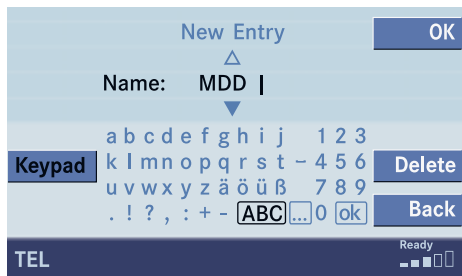 New Entry OK
Name: MDD
a b c d e f g h i j 1 2 3
Keypad k l m n o p q r s t - 4 5 6 Delete
u v w x y z ä ö ü ß 7 8 9
. ! ? , : + - ABC ... 0 ok Back
TEL Ready